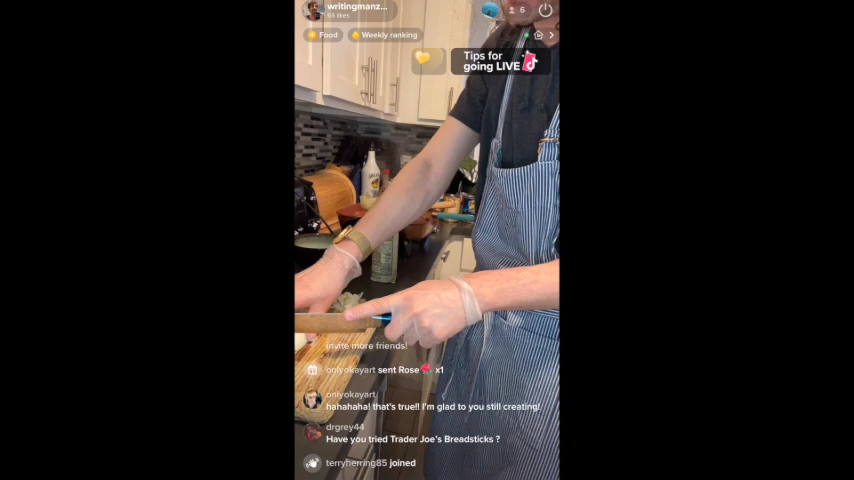 writingmanz...
64 likes
6
Food
Weekly ranking
Tips for
going LIVE
invite more friends!
onlyokayart sent Rose x1
onlyokayart
hahahaha! that's true!! I'm glad to you still creating!
drgrey44
Have you tried Trader Joe's Breadsticks ?
terryherring85 joined